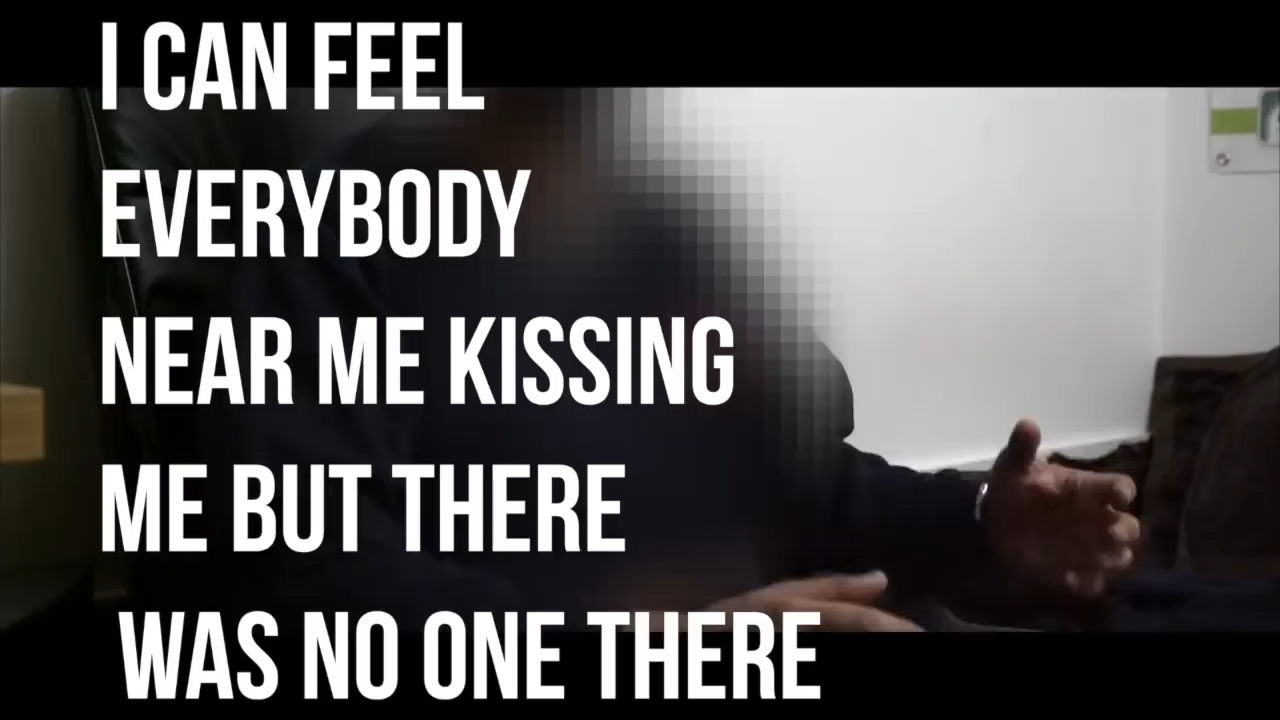 I CAN FEEL
EVERYBODY
NEAR ME KISSING
ME BUT THERE
WAS NO ONE THERE